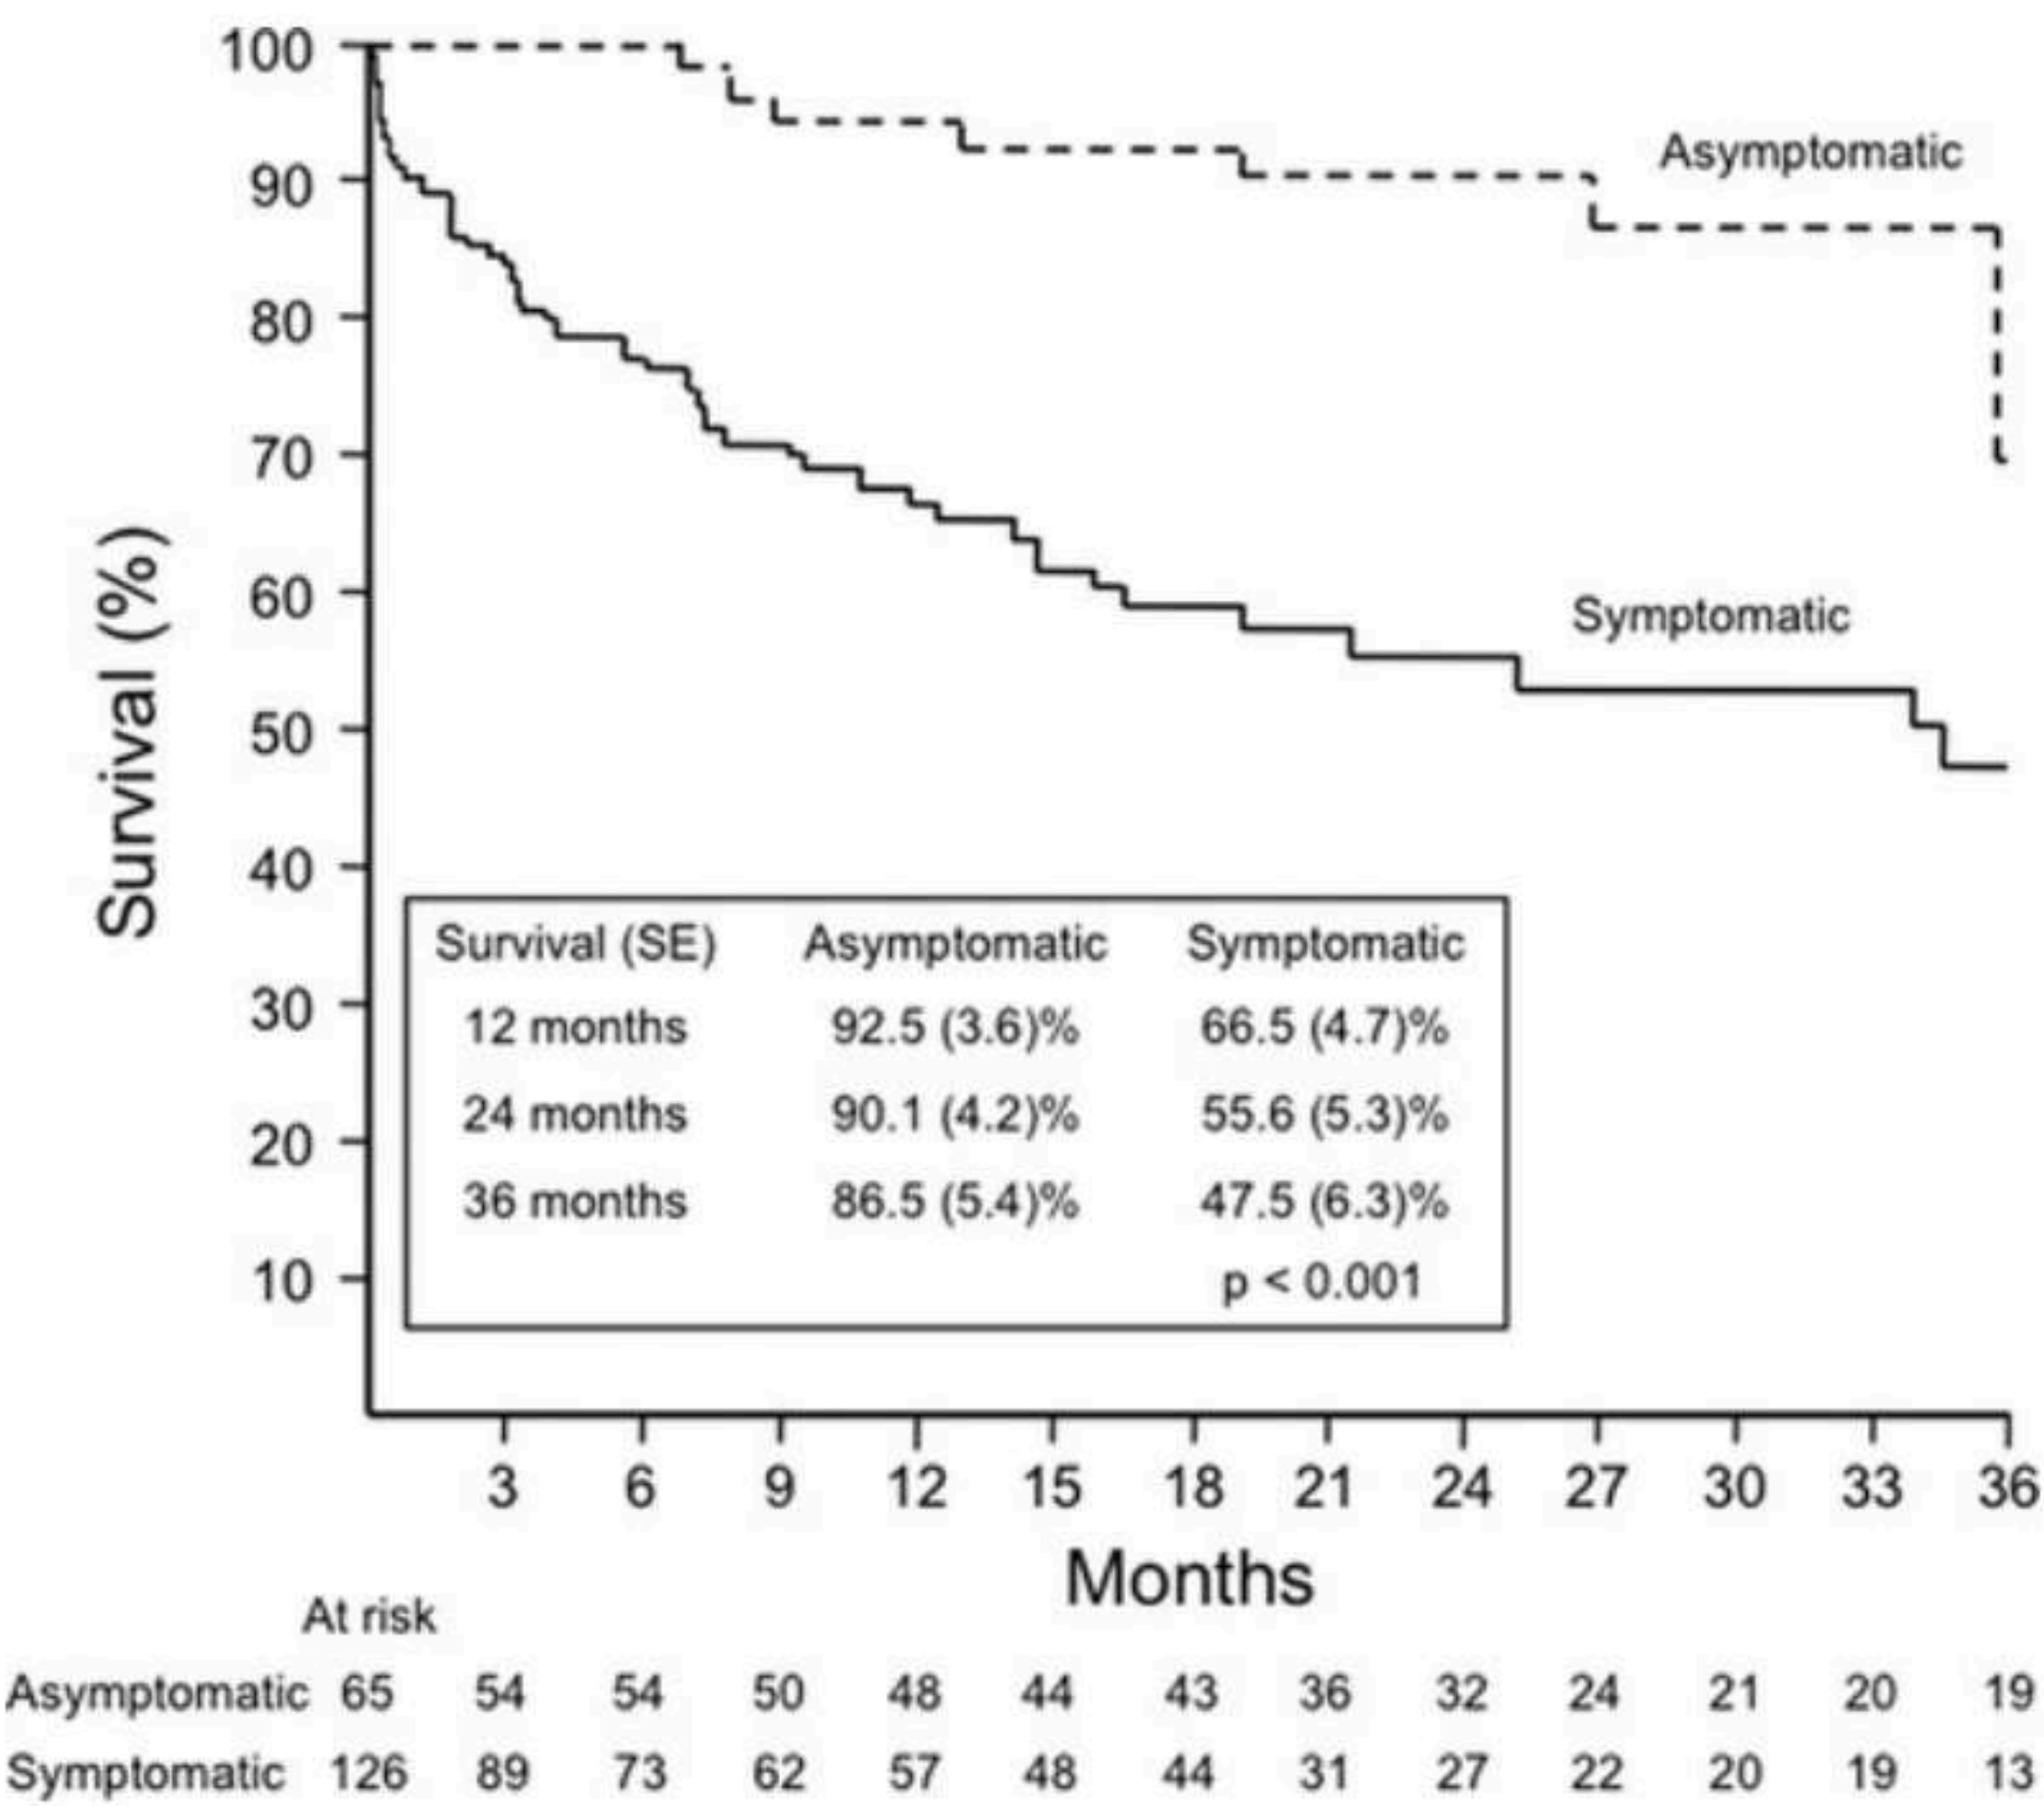 100
90
80
70
60
50
40
30
20
10
Survival (%)
Asymptomatic
Symptomatic
Survival (SE) Asymptomatic Symptomatic
12 months 92.5 (3.6)% 66.5 (4.7)%
24 months 90.1 (4.2)% 55.6 (5.3)%
36 months 86.5 (5.4)% 47.5 (6.3)%
p < 0.001
3 6 9 12 15 18 21 24 27 30 33 36
Months
At risk
Asymptomatic 65 54 54 50 48 44 43 36 32 24 21 20 19
Symptomatic 126 89 73 62 57 48 44 31 27 22 20 19 13